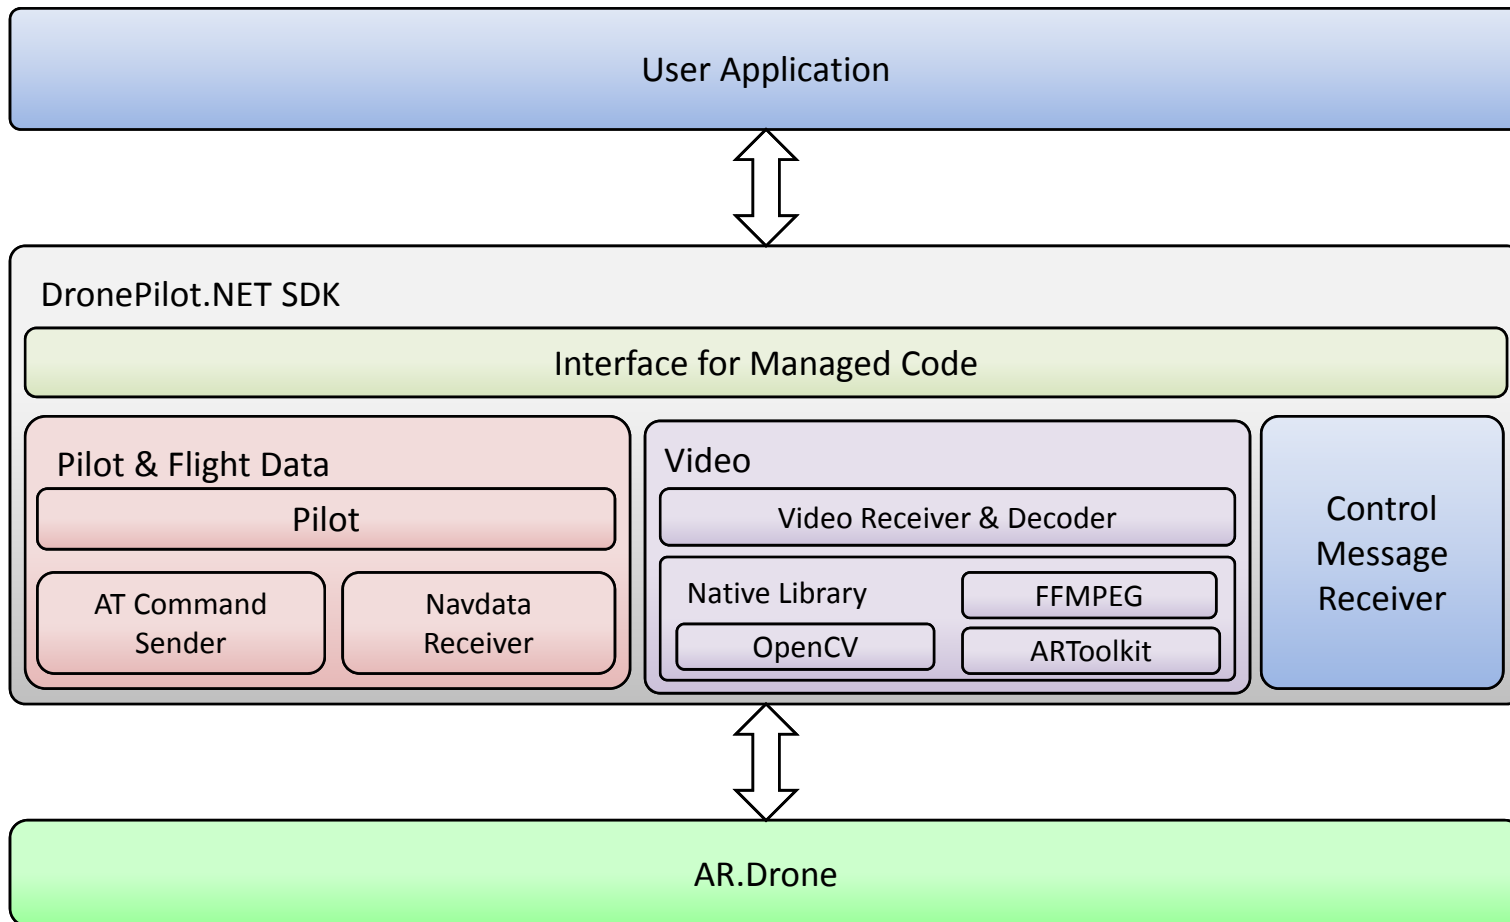 User Application
DronePilot.NET SDK
Interface for Managed Code
Pilot & Flight Data
Pilot
AT Command
Sender
Navdata
Receiver
Video
Video Receiver & Decoder
Native Library
FFMPEG
OpenCV
ARToolkit
Control
Message
Receiver
AR.Drone